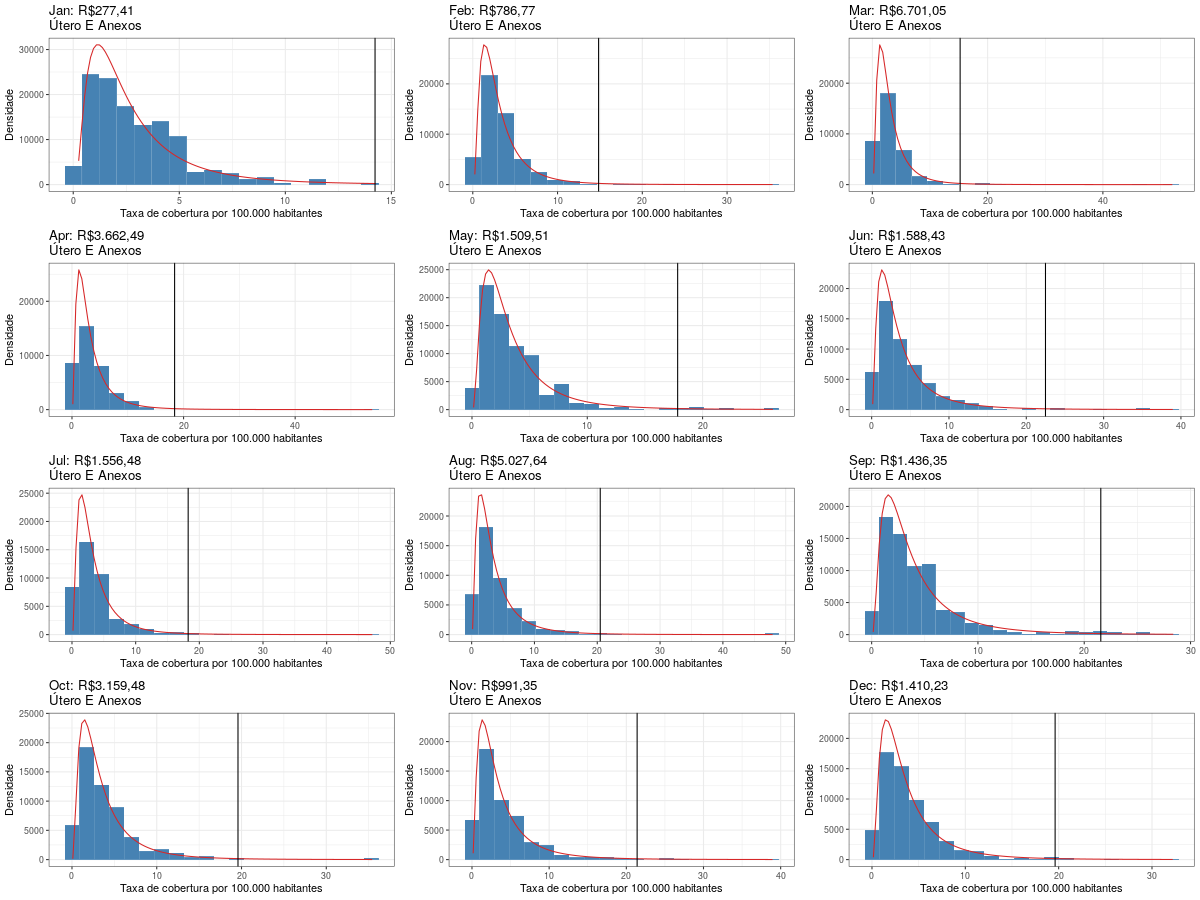 Jan: R$277,41
Útero E Anexos
30000
20000
10000
0
Densidade
0 5 10 15
Taxa de cobertura por 100.000 habitantes
Feb: R$786,77
Útero E Anexos
20000
10000
0
Densidade
0 10 20 30
Taxa de cobertura por 100.000 habitantes
Mar: R$6.701,05
Útero E Anexos
20000
10000
0
Densidade
0 20 40
Taxa de cobertura por 100.000 habitantes
Apr: R$3.662,49
Útero E Anexos
20000
10000
0
Densidade
0 20 40
Taxa de cobertura por 100.000 habitantes
May: R$1.509,51
Útero E Anexos
25000
20000
15000
10000
5000
0
Densidade
0 10 20
Taxa de cobertura por 100.000 habitantes
Jun: R$1.588,43
Útero E Anexos
20000
15000
10000
5000
0
Densidade
0 10 20 30 40
Taxa de cobertura por 100.000 habitantes
Jul: R$1.556,48
Útero E Anexos
25000
20000
15000
10000
5000
0
Densidade
0 10 20 30 40 50
Taxa de cobertura por 100.000 habitantes
Aug: R$5.027,64
Útero E Anexos
20000
15000
10000
5000
0
Densidade
0 10 20 30 40 50
Taxa de cobertura por 100.000 habitantes
Sep: R$1.436,35
Útero E Anexos
20000
15000
10000
5000
0
Densidade
0 10 20 30
Taxa de cobertura por 100.000 habitantes
Oct: R$3.159,48
Útero E Anexos
25000
20000
15000
10000
5000
0
Densidade
0 10 20 30
Taxa de cobertura por 100.000 habitantes
Nov: R$991,35
Útero E Anexos
20000
15000
10000
5000
0
Densidade
0 10 20 30 40
Taxa de cobertura por 100.000 habitantes
Dec: R$1.410,23
Útero E Anexos
20000
15000
10000
5000
0
Densidade
0 10 20 30
Taxa de cobertura por 100.000 habitantes